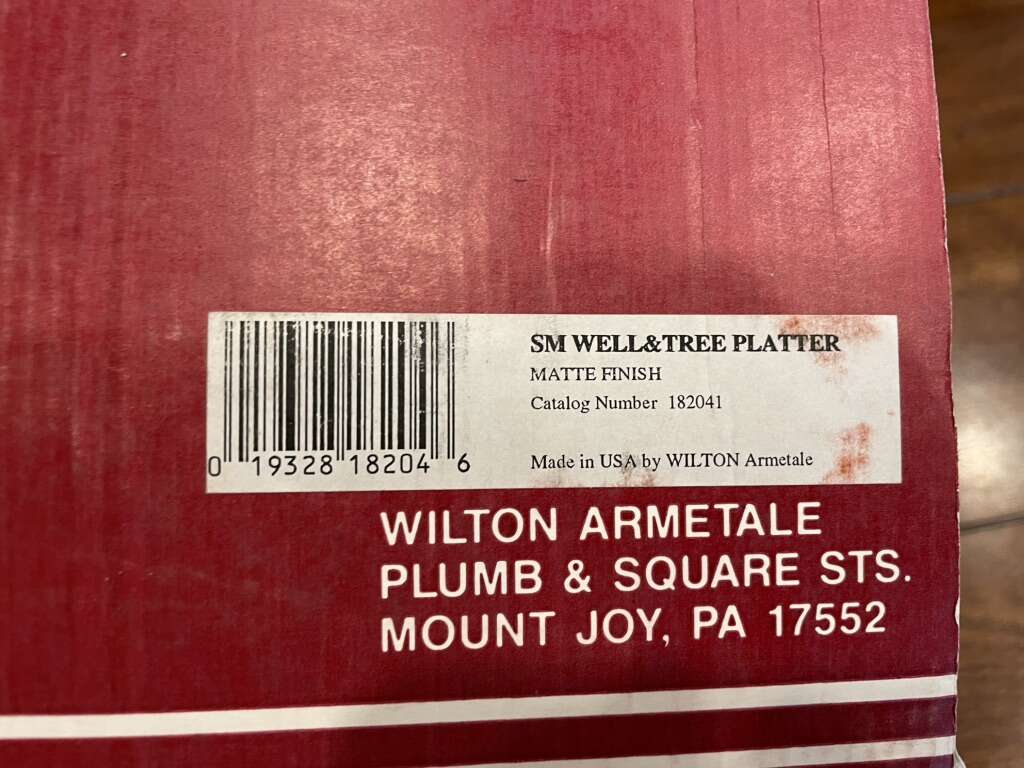 SM WELL&TREE PLATTER
MATTE FINISH
Catalog Number 182041
0 19328 18204 6
Made in USA by WILTON Armetale
WILTON ARMETALE
PLUMB & SQUARE STS.
MOUNT JOY, PA 17552